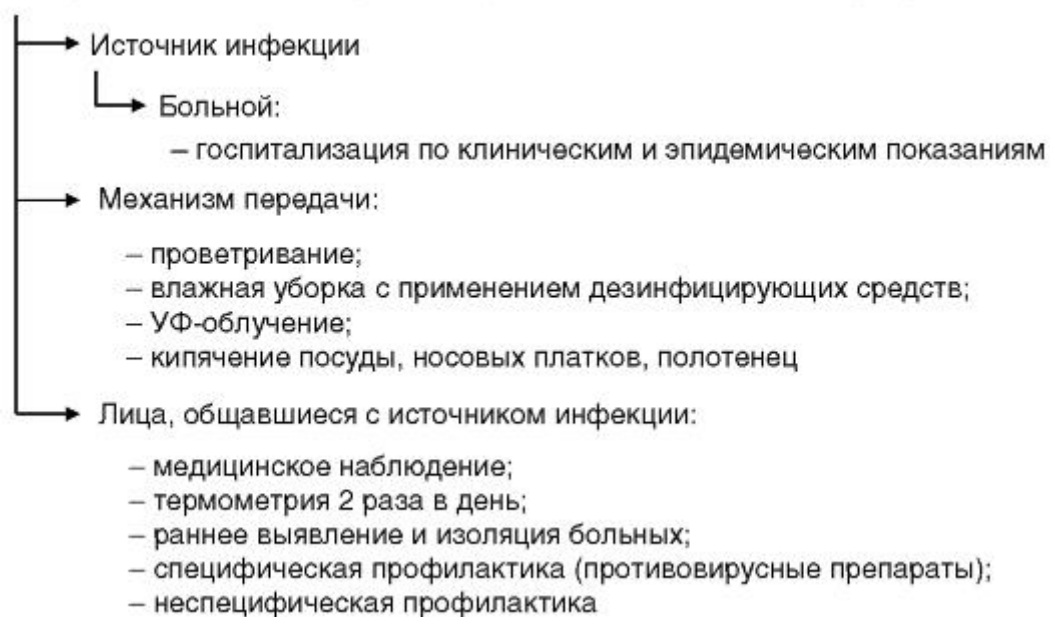 Источник инфекции
Больной:
– госпитализация по клиническим и эпидемическим показаниям
Механизм передачи:
– проветривание;
– влажная уборка с применением дезинфицирующих средств;
– УФ-облучение;
– кипячение посуды, носовых платков, полотенец
Лица, общавшиеся с источником инфекции:
– медицинское наблюдение;
– термометрия 2 раза в день;
– раннее выявление и изоляция больных;
– специфическая профилактика (противовирусные препараты);
– неспецифическая профилактика